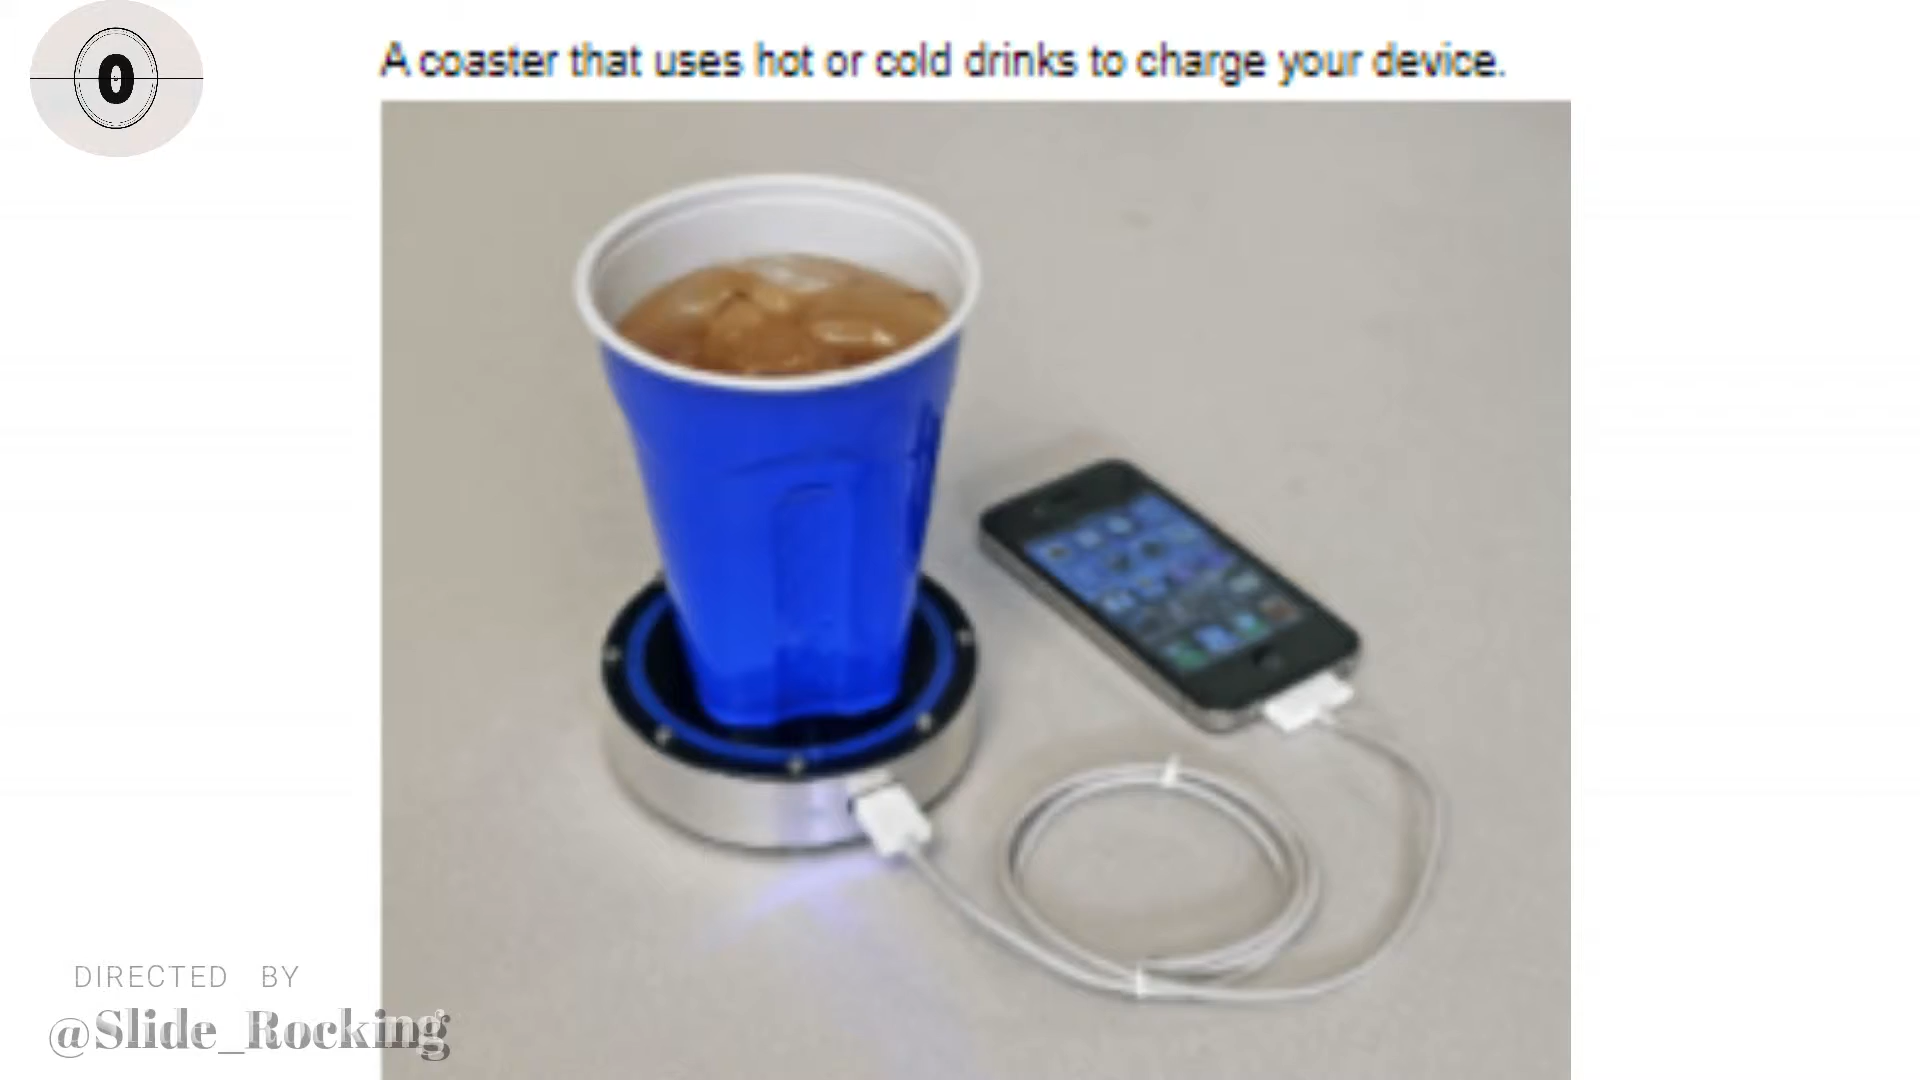 0
A coaster that uses hot or cold drinks to charge your device.
DIRECTED BY
@Slide_Rocking